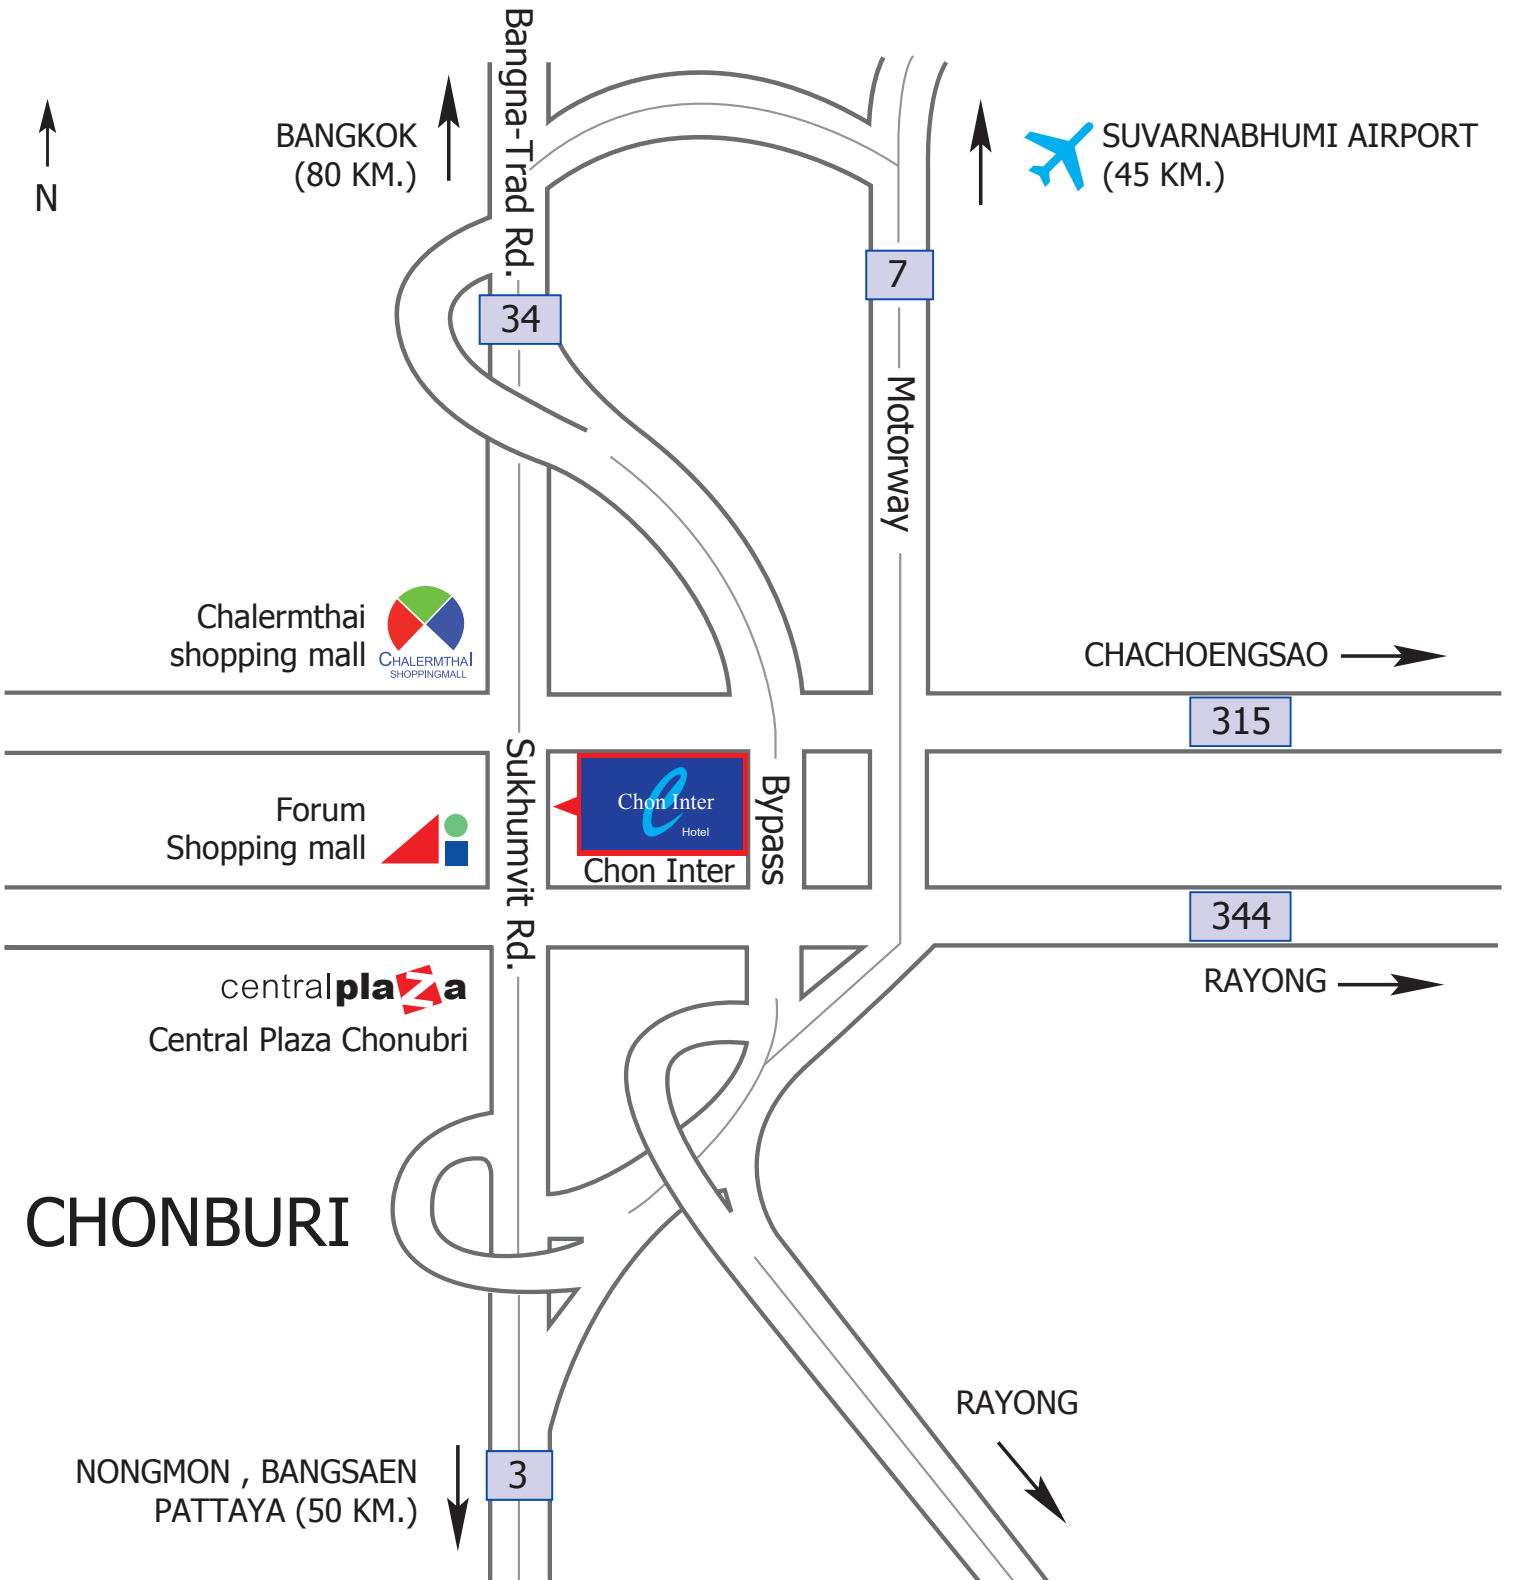 Bangna-Trad Rd.
BANGKOK
(80 KM.)
N
SUVARNABHUMI AIRPORT
(45 KM.)
7
34
Motorway
Chalermthai
shopping mall
CHALERMTHAI
SHOPPINGMALL
CHACHOENGSAO
315
Sukhumvit Rd.
Chon Inter
Hotel
Chon Inter
Bypass
Forum
Shopping mall
344
RAYONG
centralplaza
Central Plaza Chonubri
CHONBURI
RAYONG
NONGMON , BANGSAEN
PATTAYA (50 KM.)
3